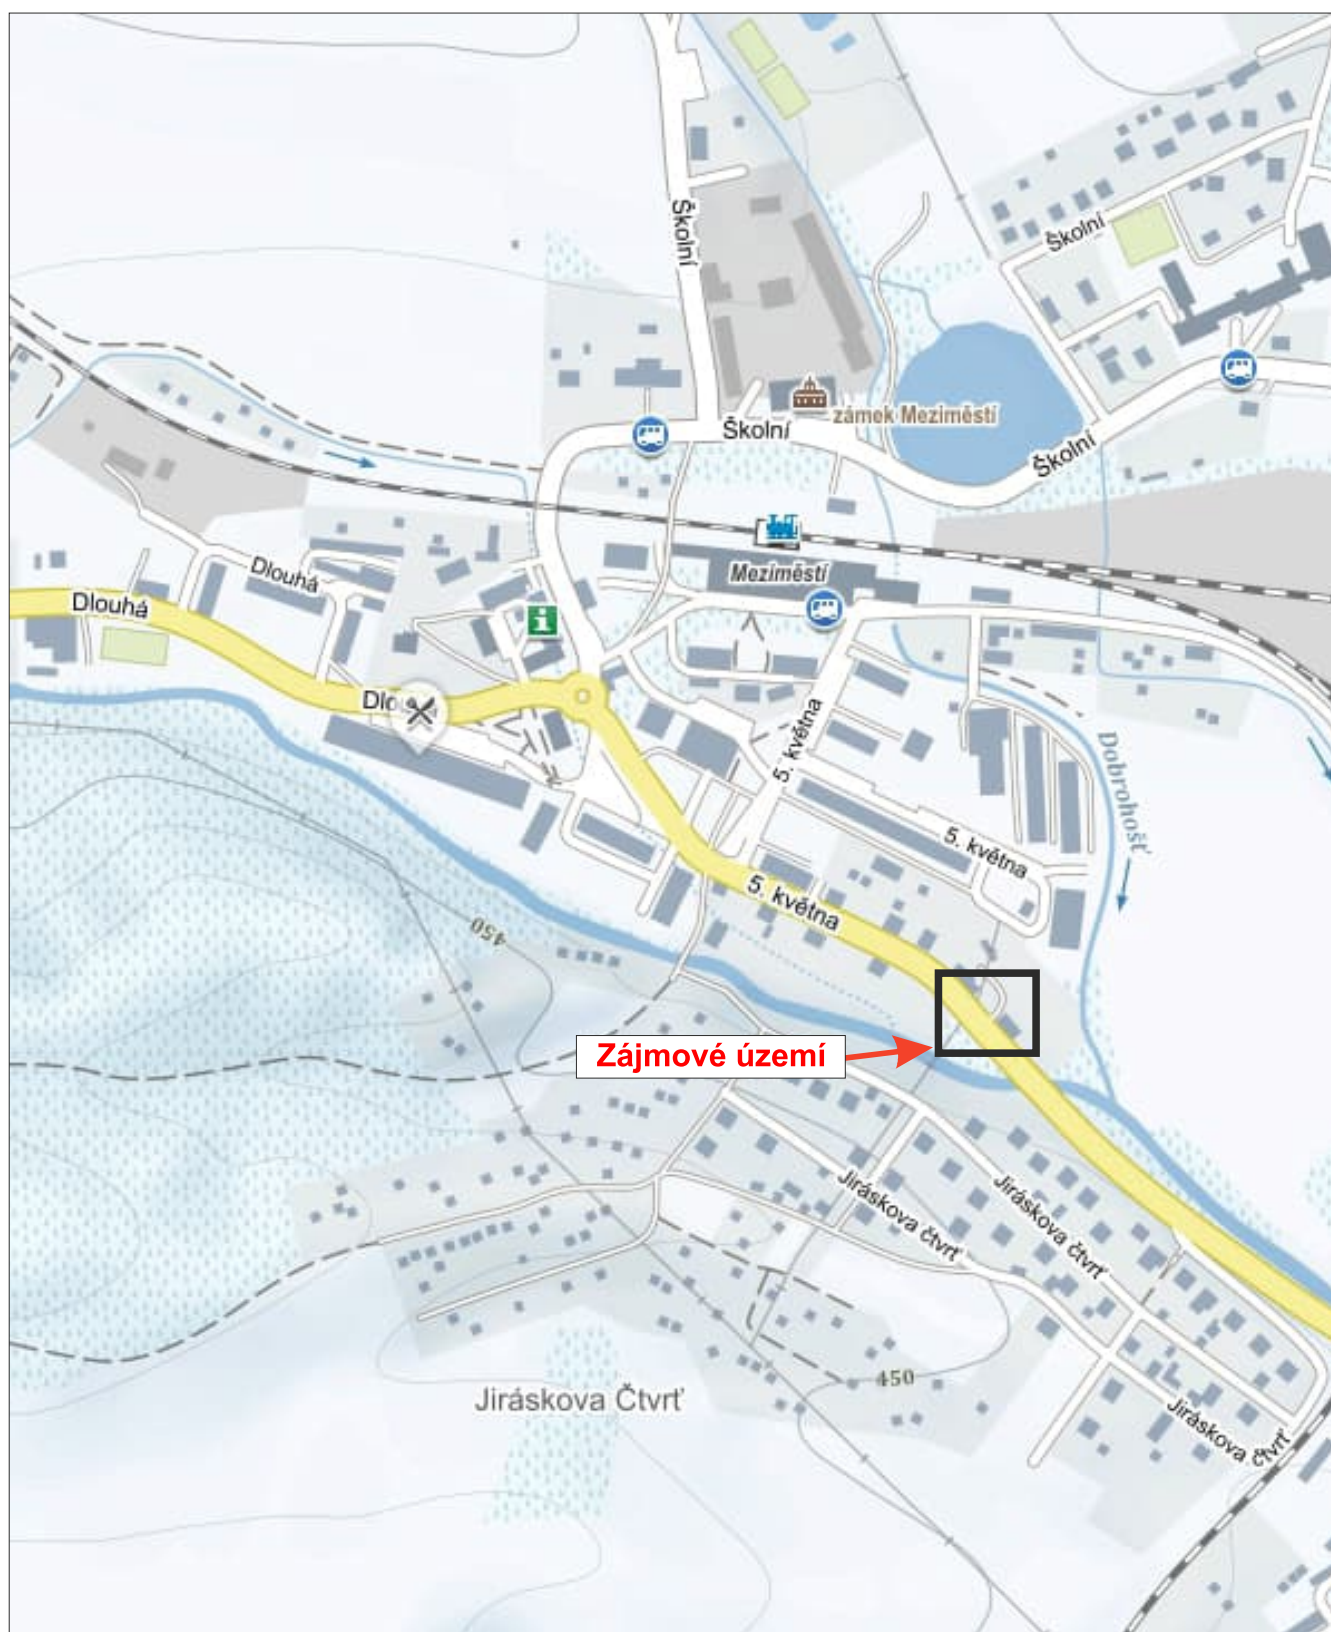 Školní
Školní
zámek Meziměstí
Školní
Školní
Meziměstí
Dlouhá
Dlouhá
Dlouhá
5. května
Dobrohošť
5. května
5. května
450
Zájmové území
Jiráskova čtvrť
Jiráskova čtvrť
450
Jiráskova Čtvrť
Jiráskova čtvrť